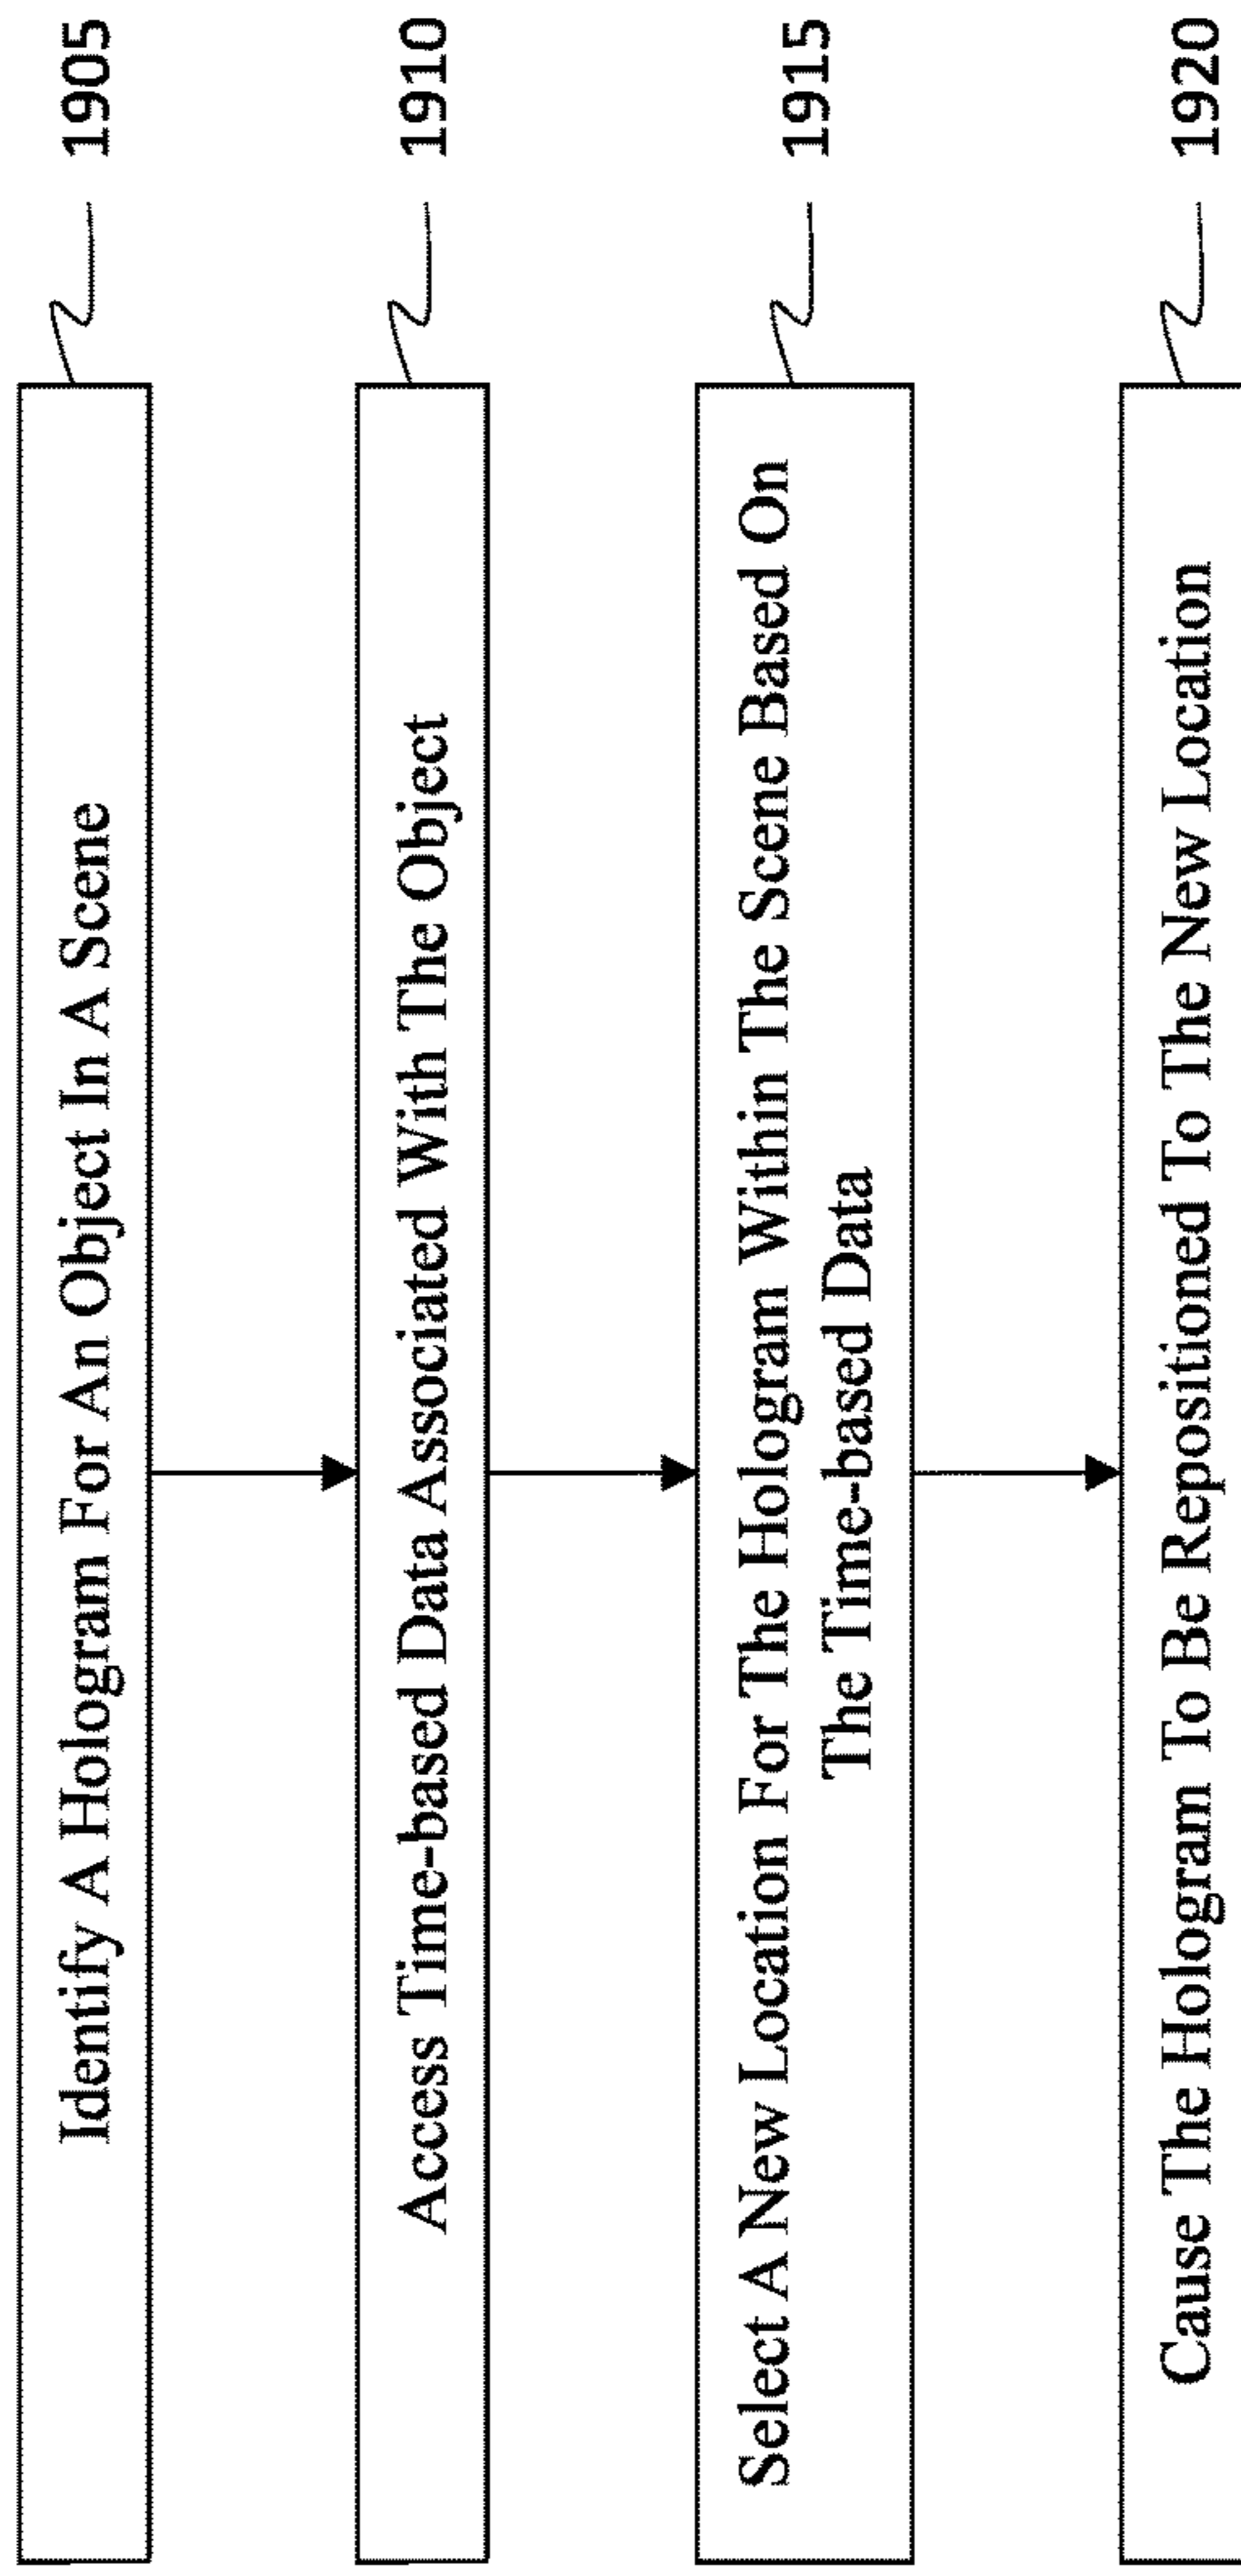 Identify A Hologram For An Object In A Scene
1905
Access Time-based Data Associated With The Object
1910
Select A New Location For The Hologram Within The Scene Based On
The Time-based Data
1915
Cause The Hologram To Be Repositioned To The New Location
1920